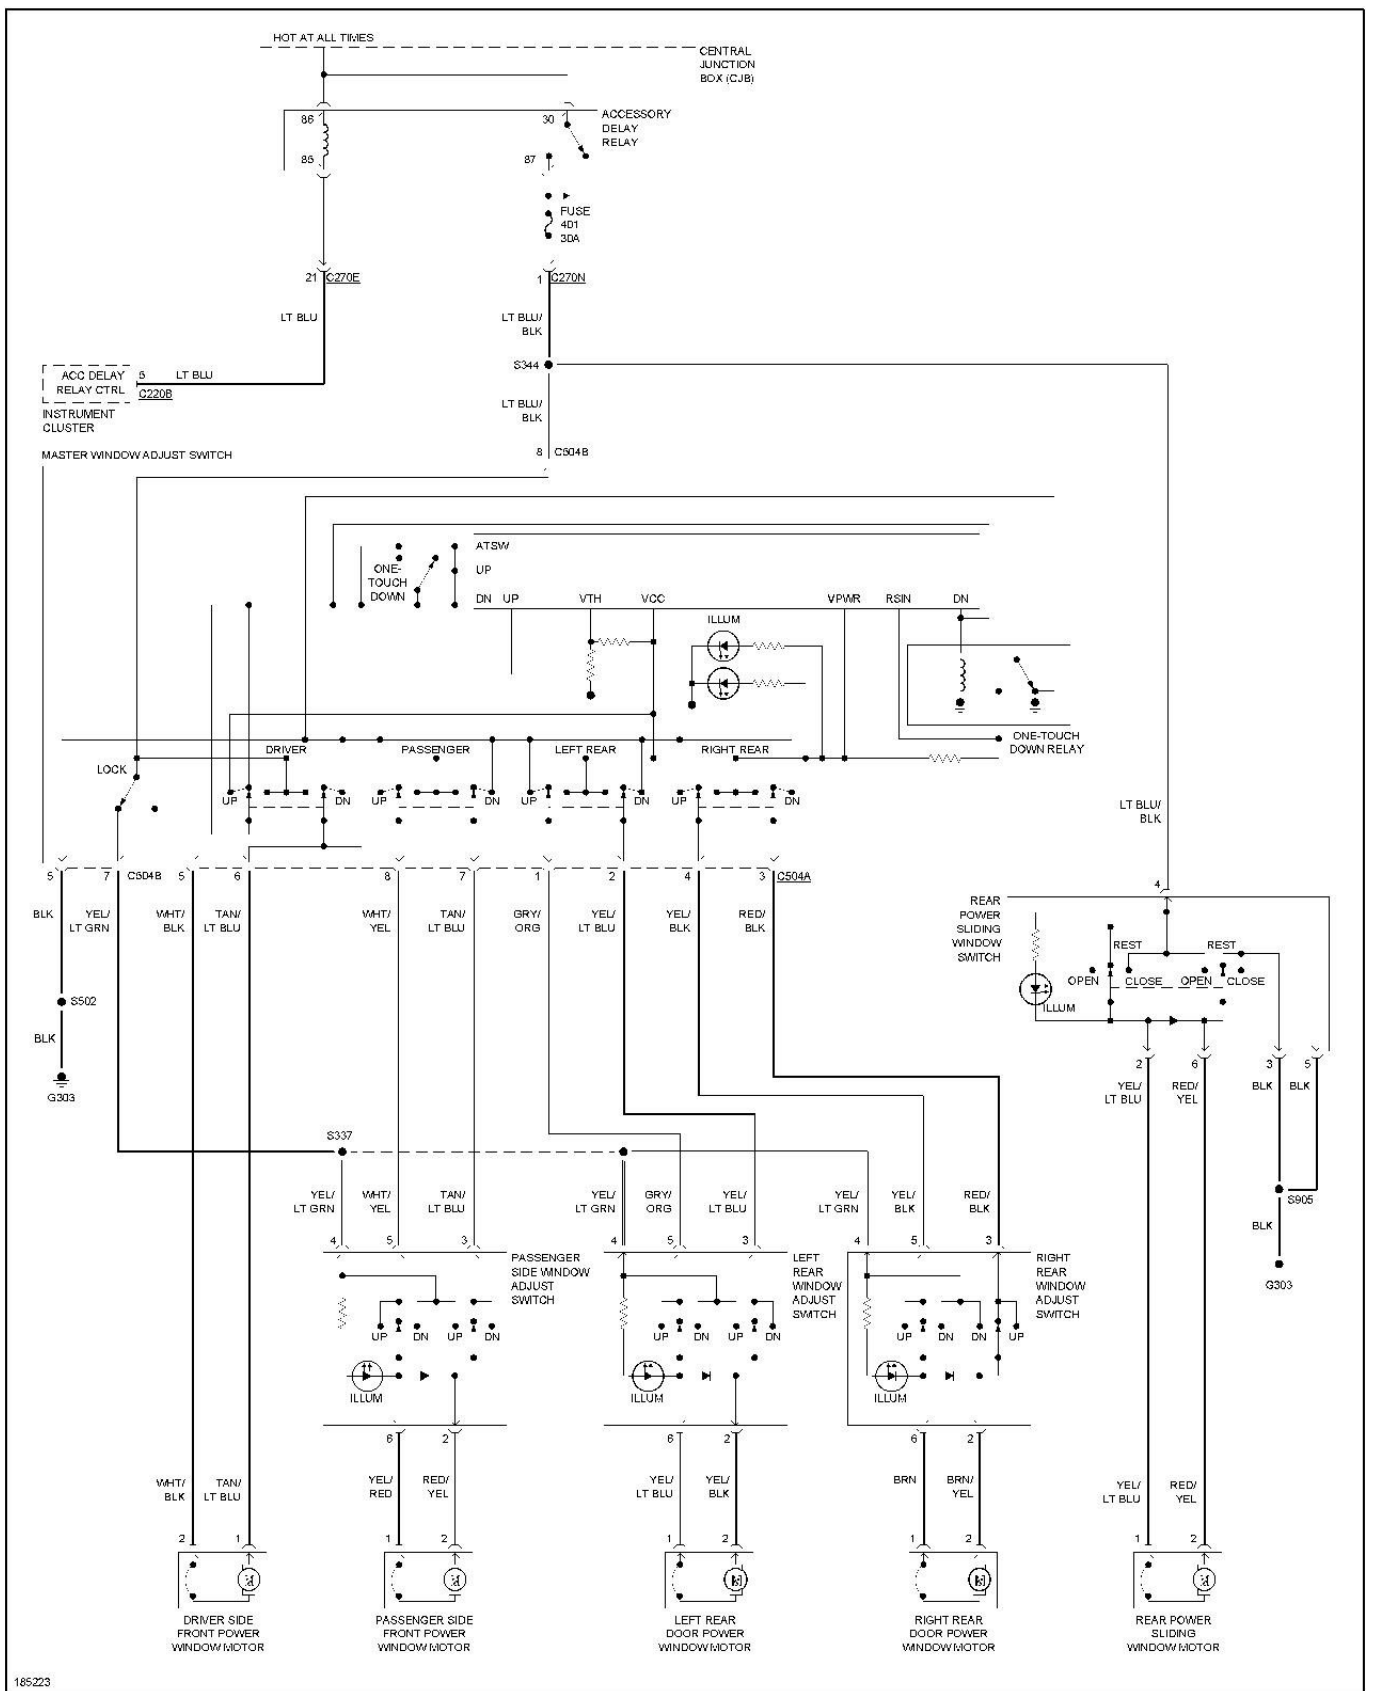 HOT AT ALL TIMES
CENTRAL
JUNCTION
BOX (CJB)
86
30
ACCESSORY
DELAY
RELAY
85
87
FUSE
401
30A
21 C270E
1 C270N
LT BLU
LT BLU/
BLK
S344
ACC DELAY
RELAY CTRL
5 LT BLU
C220B
INSTRUMENT
CLUSTER
LT BLU/
BLK
8 C504B
MASTER WINDOW ADJUST SWITCH
ATSW
UP
DN
ONE-
TOUCH
DOWN
UP VTH VCC VPWR RSIN DN
ILLUM
ONE-TOUCH
DOWN RELAY
LOCK
DRIVER PASSENGER LEFT REAR RIGHT REAR
UP DN UP DN UP DN UP DN
LT BLU/
BLK
5 7 C504B 5 6 8 7 1 2 4 3 C504A
BLK
YEL/
LT GRN
WHT/
BLK
TAN/
LT BLU
WHT/
YEL
TAN/
LT BLU
GRY/
ORG
YEL/
LT BLU
YEL/
BLK
RED/
BLK
4
REAR
POWER
SLIDING
WINDOW
SWITCH
REST REST
OPEN CLOSE OPEN CLOSE
ILLUM
S502
BLK
G303
2 6 3 5
YEL/
LT BLU
RED/
YEL
BLK BLK
S337
S905
BLK
G303
YEL/
LT GRN
WHT/
YEL
TAN/
LT BLU
YEL/
LT GRN
GRY/
ORG
YEL/
LT BLU
YEL/
LT GRN
YEL/
BLK
RED/
BLK
4 5 3 4 5 3 4 5 3
PASSENGER
SIDE WINDOW
ADJUST
SWITCH
LEFT
REAR
WINDOW
ADJUST
SWITCH
RIGHT
REAR
WINDOW
ADJUST
SWITCH
UP DN UP DN UP DN UP DN UP DN DN UP
ILLUM ILLUM ILLUM
6 2 6 2 6 2
WHT/
BLK
TAN/
LT BLU
YEL/
RED
RED/
YEL
YEL/
LT BLU
YEL/
BLK
BRN
BRN/
YEL
YEL/
LT BLU
RED/
YEL
2 1 1 2 1 2 1 2 1 2
DRIVER SIDE
FRONT POWER
WINDOW MOTOR
PASSENGER SIDE
FRONT POWER
WINDOW MOTOR
LEFT REAR
DOOR POWER
WINDOW MOTOR
RIGHT REAR
DOOR POWER
WINDOW MOTOR
REAR POWER
SLIDING
WINDOW MOTOR
185223